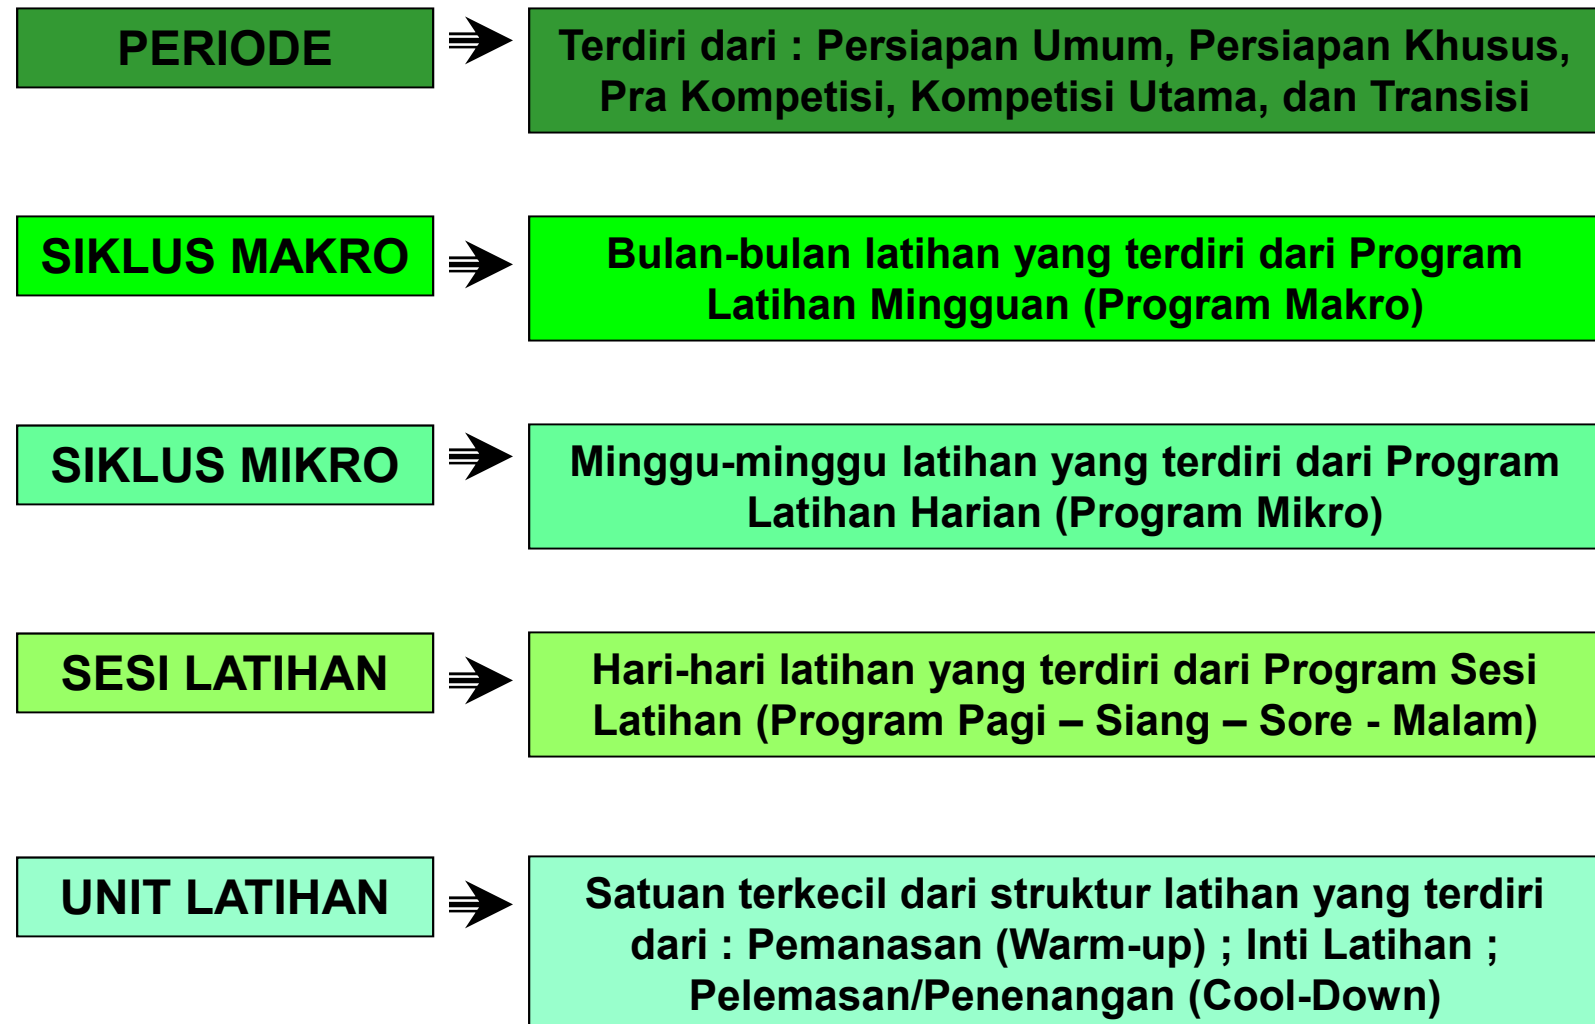 PERIODE
Terdiri dari : Persiapan Umum, Persiapan Khusus,
Pra Kompetisi, Kompetisi Utama, dan Transisi
SIKLUS MAKRO
Bulan-bulan latihan yang terdiri dari Program
Latihan Mingguan (Program Makro)
SIKLUS MIKRO
Minggu-minggu latihan yang terdiri dari Program
Latihan Harian (Program Mikro)
SESI LATIHAN
Hari-hari latihan yang terdiri dari Program Sesi
Latihan (Program Pagi – Siang – Sore - Malam)
UNIT LATIHAN
Satuan terkecil dari struktur latihan yang terdiri
dari : Pemanasan (Warm-up) ; Inti Latihan ;
Pelemasan/Penenangan (Cool-Down)